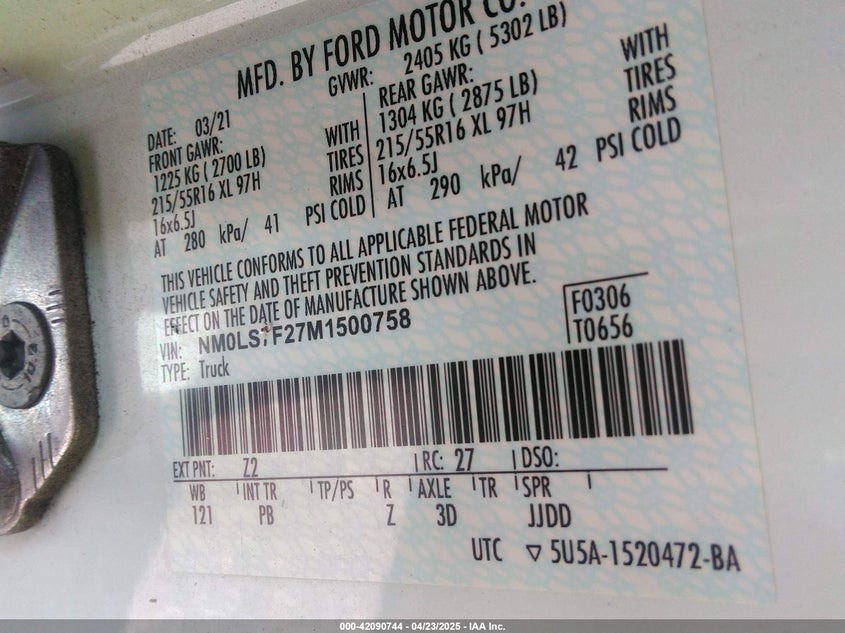 MFD. BY FORD MOTOR CO.
DATE: 03/21 GVWR: 2405 KG ( 5302 LB)
FRONT GAWR: WITH REAR GAWR: WITH
1225 KG ( 2700 LB) TIRES 1304 KG ( 2875 LB) TIRES
215/55R16 XL 97H RIMS 215/55R16 XL 97H RIMS
16x6.5J PSI COLD 16x6.5J PSI COLD
AT 280 kPa/ 41 AT 290 kPa/ 42
THIS VEHICLE CONFORMS TO ALL APPLICABLE FEDERAL MOTOR
VEHICLE SAFETY AND THEFT PREVENTION STANDARDS IN
EFFECT ON THE DATE OF MANUFACTURE SHOWN ABOVE.
VIN: NM0LS7F27M1500758 F0306
TYPE: Truck T0656
EXT PNT: Z2 RC: 27 DSO:
WB INT TR TP/PS R AXLE TR SPR
121 PB Z 3D JJDD
UTC ▽ 5U5A-1520472-BA
000-42090744 - 04/23/2025 - IAA Inc.